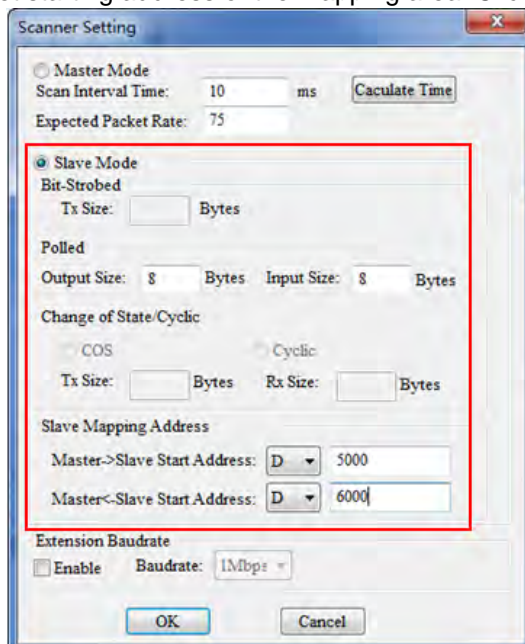 Scanner Setting
Master Mode
Scan Interval Time: 10 ms Caculate Time
Expected Packet Rate: 75
Slave Mode
Bit-Strobed
Tx Size: Bytes
Polled
Output Size: 8 Bytes Input Size: 8 Bytes
Change of State/Cyclic
COS Cyclic
Tx Size: Bytes Rx Size: Bytes
Slave Mapping Address
Master->Slave Start Address: D 5000
Master<-Slave Start Address: D 6000
Extension Baudrate
Enable Baudrate: 1Mbps
OK Cancel